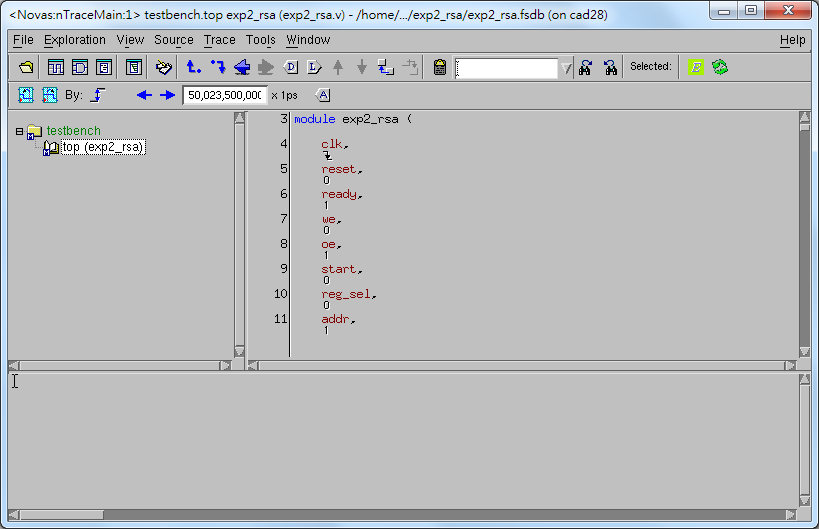 <Novas:nTraceMain:1> testbench.top exp2_rsa (exp2_rsa.v) - /home/.../exp2_rsa/exp2_rsa.fsdb (on cad28)
File Exploration View Source Trace Tools Window Help
D L Selected: E
By: 50,023,500,000 x 1ps A
testbench
top (exp2_rsa)
3 module exp2_rsa (
4 clk,
5 reset,
0
6 ready,
1
7 we,
0
8 oe,
1
9 start,
0
10 reg_sel,
0
11 addr,
1